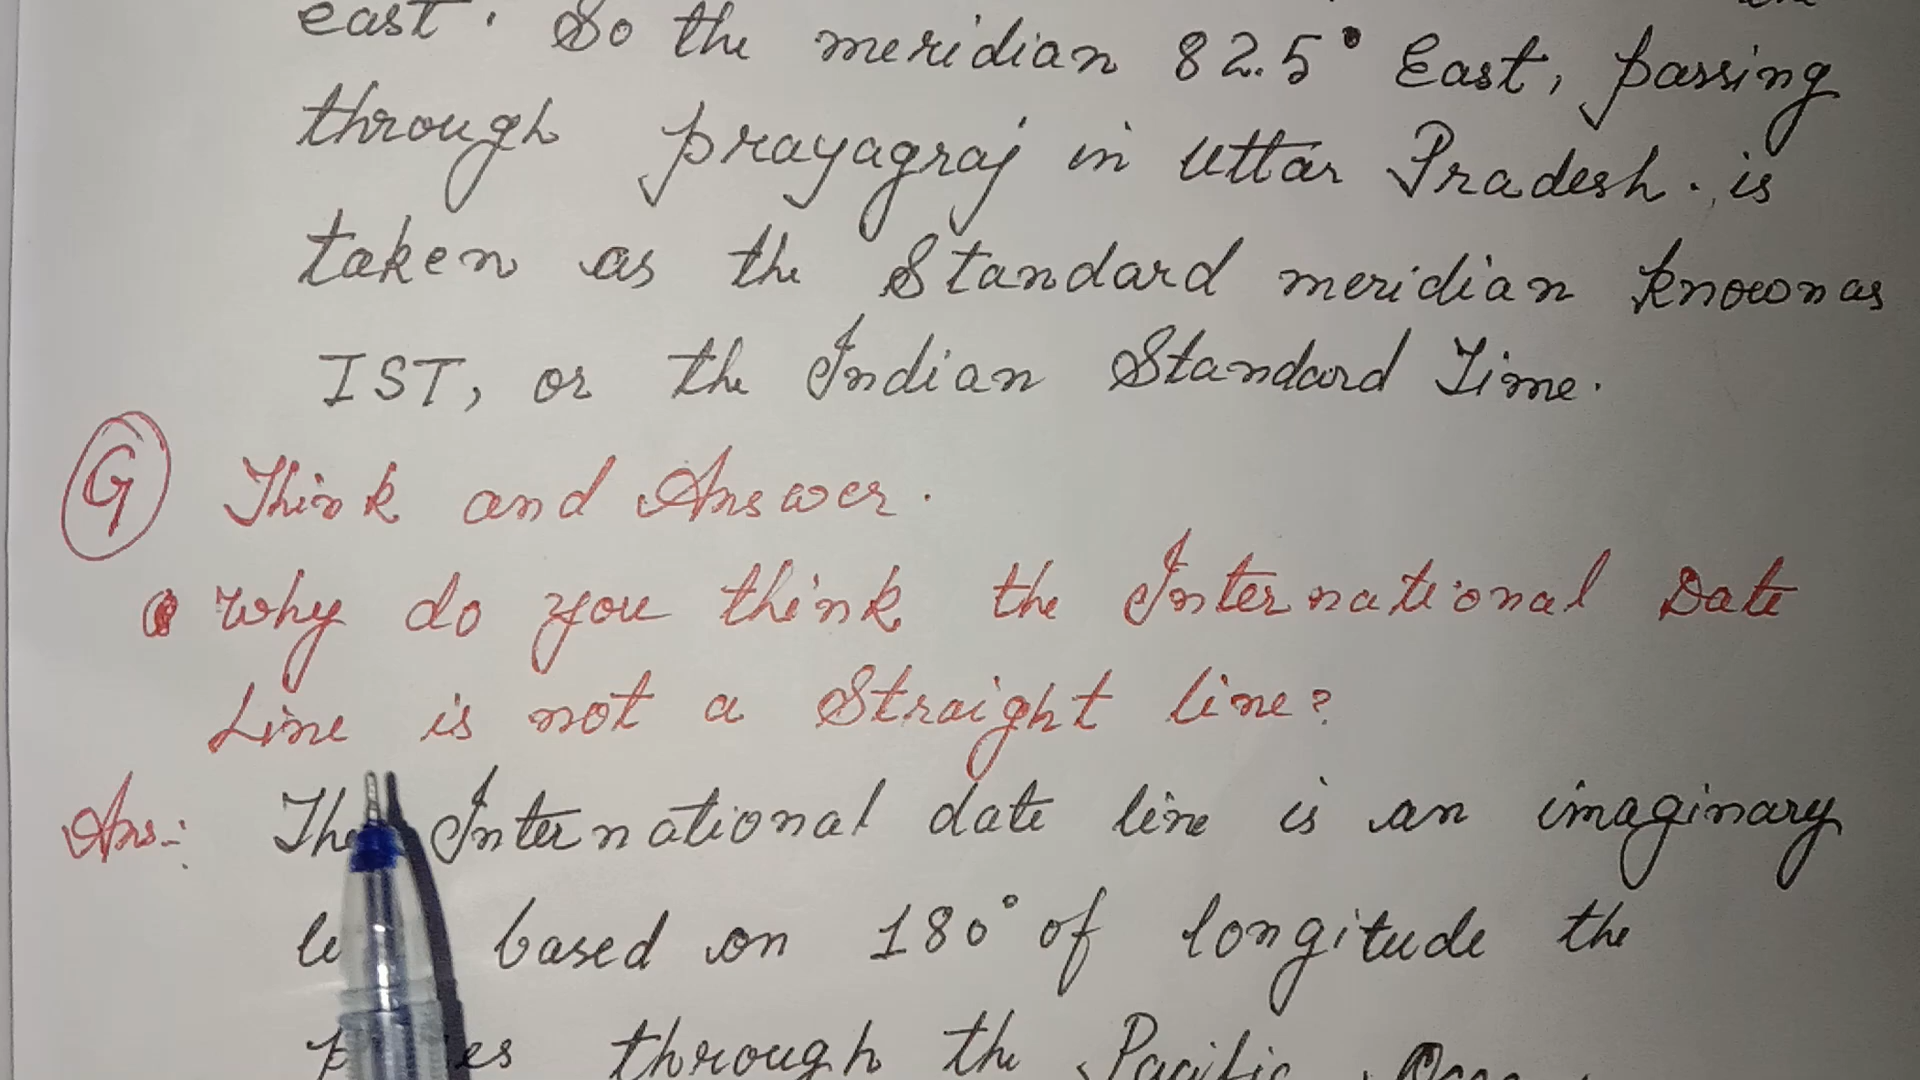 east. So the meridian 82.5° East, passing
through prayagraj in Uttar Pradesh. is
taken as the Standard meridian known as
IST, or the Indian Standard Time.
G Think and Answer.
Why do you think the International Date
Line is not a Straight line?
Ans:- The International date line is an imaginary
based on 180° of longitude the
through the Pacific